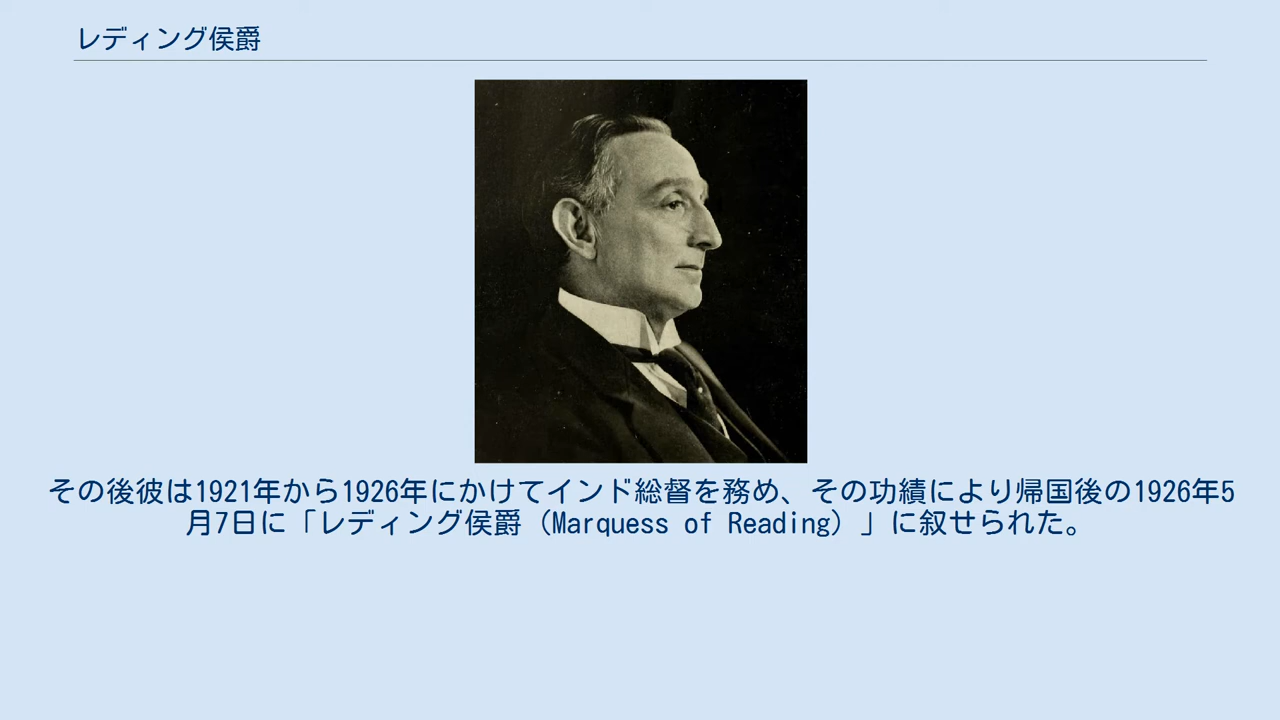 レディング侯爵
その後彼は1921年から1926年にかけてインド総督を務め、その功績により帰国後の1926年5
月7日に「レディング侯爵（Marquess of Reading）」に叙せられた。